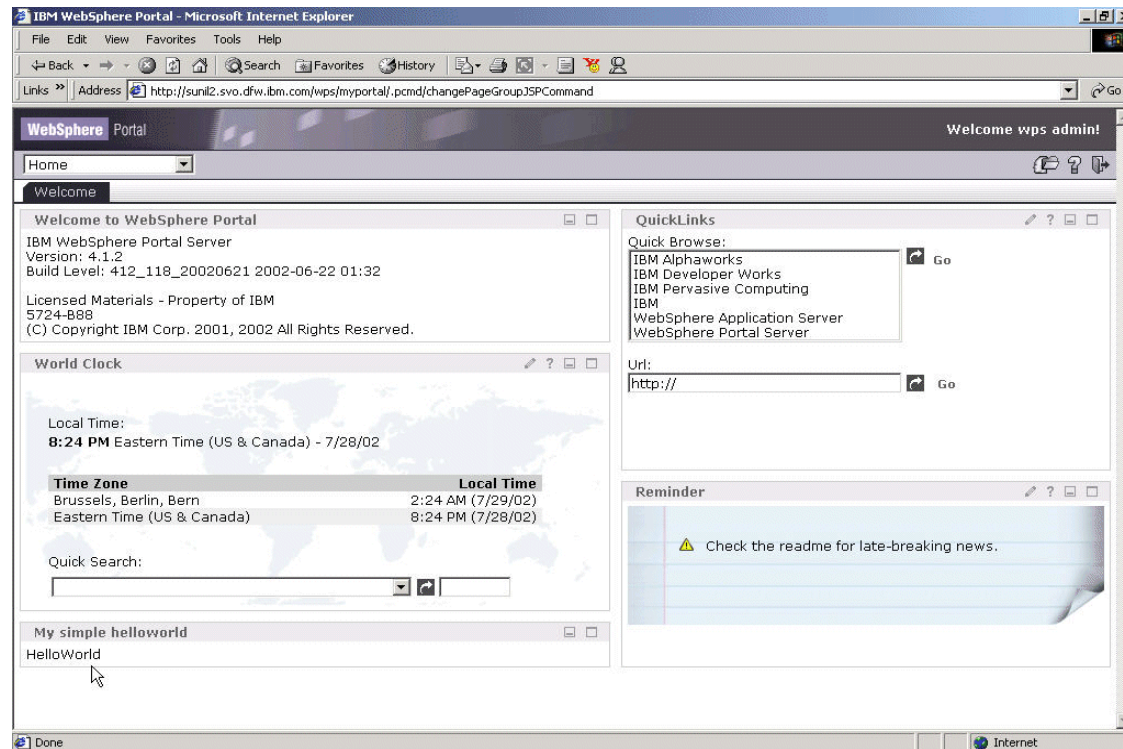 IBM WebSphere Portal - Microsoft Internet Explorer
File Edit View Favorites Tools Help
Back Search Favorites History
Links » Address http://sunil2.svo.dfw.ibm.com/wps/myportal/.pcmd/changePageGroupJSPCommand Go
WebSphere Portal Welcome wps admin!
Home
Welcome
Welcome to WebSphere Portal
IBM WebSphere Portal Server
Version: 4.1.2
Build Level: 412_118_20020621 2002-06-22 01:32
Licensed Materials - Property of IBM
5724-B88
(C) Copyright IBM Corp. 2001, 2002 All Rights Reserved.
World Clock
Local Time:
8:24 PM Eastern Time (US & Canada) - 7/28/02
Time Zone Local Time
Brussels, Berlin, Bern 2:24 AM (7/29/02)
Eastern Time (US & Canada) 8:24 PM (7/28/02)
Quick Search:
My simple helloworld
HelloWorld
QuickLinks
Quick Browse:
IBM Alphaworks
IBM Developer Works
IBM Pervasive Computing
IBM
WebSphere Application Server
WebSphere Portal Server
Go
Url:
http:// Go
Reminder
Check the readme for late-breaking news.
Done Internet